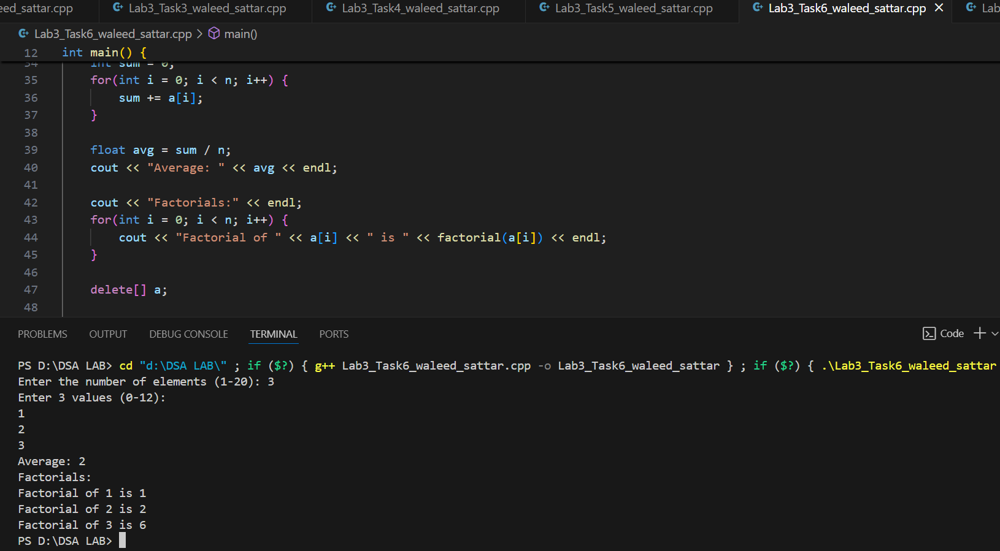 ed_sattar.cpp Lab3_Task3_waleed_sattar.cpp Lab3_Task4_waleed_sattar.cpp Lab3_Task5_waleed_sattar.cpp Lab3_Task6_waleed_sattar.cpp Lab
Lab3_Task6_waleed_sattar.cpp > main()
12 int main() {
34 int sum = 0;
35 for(int i = 0; i < n; i++) {
36 sum += a[i];
37 }
38
39 float avg = sum / n;
40 cout << "Average: " << avg << endl;
41
42 cout << "Factorials:" << endl;
43 for(int i = 0; i < n; i++) {
44 cout << "Factorial of " << a[i] << " is " << factorial(a[i]) << endl;
45 }
46
47 delete[] a;
48
PROBLEMS OUTPUT DEBUG CONSOLE TERMINAL PORTS Code
PS D:\DSA LAB> cd "d:\DSA LAB\" ; if ($?) { g++ Lab3_Task6_waleed_sattar.cpp -o Lab3_Task6_waleed_sattar } ; if ($?) { .\Lab3_Task6_waleed_sattar
Enter the number of elements (1-20): 3
Enter 3 values (0-12):
1
2
3
Average: 2
Factorials:
Factorial of 1 is 1
Factorial of 2 is 2
Factorial of 3 is 6
PS D:\DSA LAB>